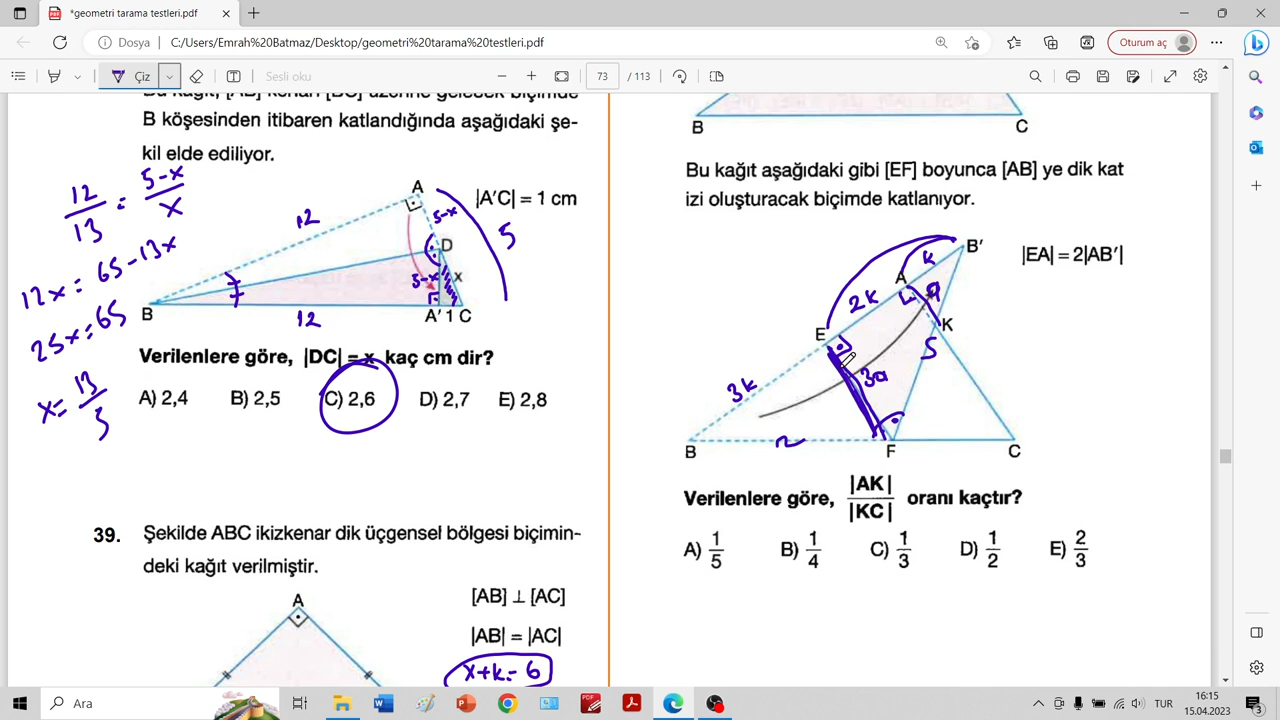 *geometri tarama testleri.pdf
Dosya
C:/Users/Emrah%20Batmaz/Desktop/geometri%20tarama%20testleri.pdf
Oturum aç
Çiz
Sesli oku
73 / 113
B köşesinden itibaren katlandığında aşağıdaki şe-
kil elde ediliyor.
12/13 = 5-x/x
12x = 65-13x
25x = 65
x = 13/5
A
|A'C| = 1 cm
12
5-x
5
D
5-x
x
B
12
A' 1 C
Verilenlere göre, |DC| = x kaç cm dir?
A) 2,4 B) 2,5 C) 2,6 D) 2,7 E) 2,8
39. Şekilde ABC ikizkenar dik üçgensel bölgesi biçimin-
deki kağıt verilmiştir.
A
[AB] ⊥ [AC]
|AB| = |AC|
x+k=6
B C
Bu kağıt aşağıdaki gibi [EF] boyunca [AB] ye dik kat
izi oluşturacak biçimde katlanıyor.
B'
|EA| = 2|AB'|
A
k
2k
a
E
K
3k
3a
B
F
C
Verilenlere göre, |AK|/|KC| oranı kaçtır?
A) 1/5 B) 1/4 C) 1/3 D) 1/2 E) 2/3
Ara
TUR
16:15
15.04.2023
3